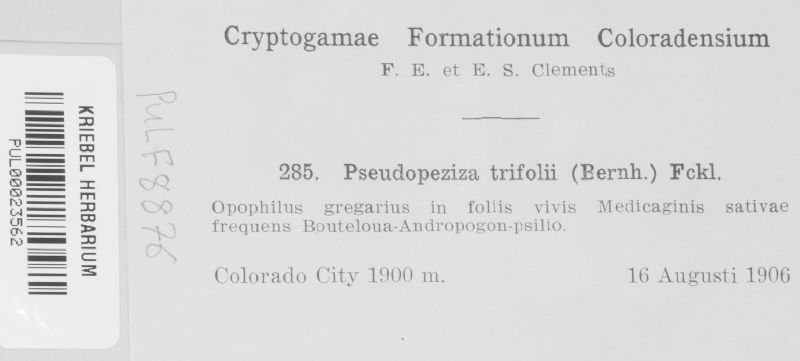 Cryptogamae Formationum Coloradensium
F. E. et E. S. Clements
285. Pseudopeziza trifolii (Bernh.) Fckl.
Opophilus gregarius in foliis vivis Medicaginis sativae
frequens Bouteloua-Andropogon-psilio.
Colorado City 1900 m.
16 Augusti 1906
PUL F8876
KRIEBEL HERBARIUM
PUL00023562